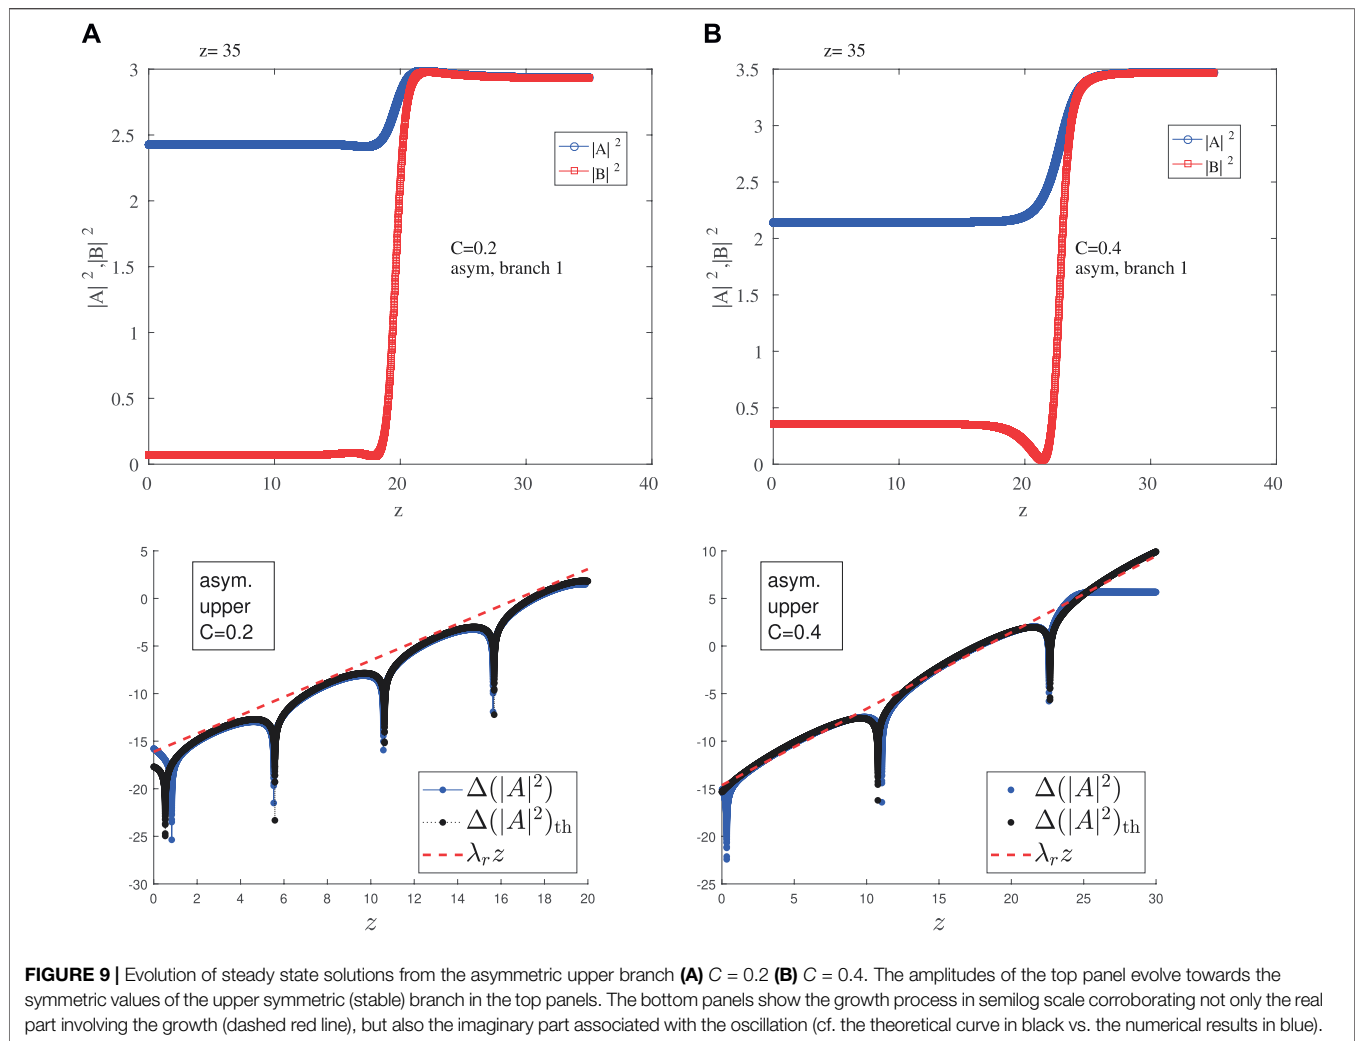 A
z= 35
3
2.5
2
1.5
1
0.5
0
|A| ², |B| ²
|A| ²
|B| ²
C=0.2
asym, branch 1
0 10 20 30 40
z
B
z= 35
3.5
3
2.5
2
1.5
1
0.5
0
|A| ², |B| ²
|A| ²
|B| ²
C=0.4
asym, branch 1
0 10 20 30 40
z
5
0
-5
-10
-15
-20
-25
-30
asym.
upper
C=0.2
Δ(|A|²)
Δ(|A|²)th
λr z
0 2 4 6 8 10 12 14 16 18 20
z
10
5
0
-5
-10
-15
-20
-25
asym.
upper
C=0.4
Δ(|A|²)
Δ(|A|²)th
λr z
0 5 10 15 20 25 30
z
FIGURE 9 | Evolution of steady state solutions from the asymmetric upper branch (A) C = 0.2 (B) C = 0.4. The amplitudes of the top panel evolve towards the
symmetric values of the upper symmetric (stable) branch in the top panels. The bottom panels show the growth process in semilog scale corroborating not only the real
part involving the growth (dashed red line), but also the imaginary part associated with the oscillation (cf. the theoretical curve in black vs. the numerical results in blue).